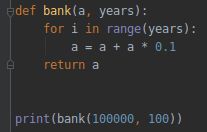 def bank(a, years):
    for i in range(years):
        a = a + a * 0.1
    return a
print(bank(100000, 100))